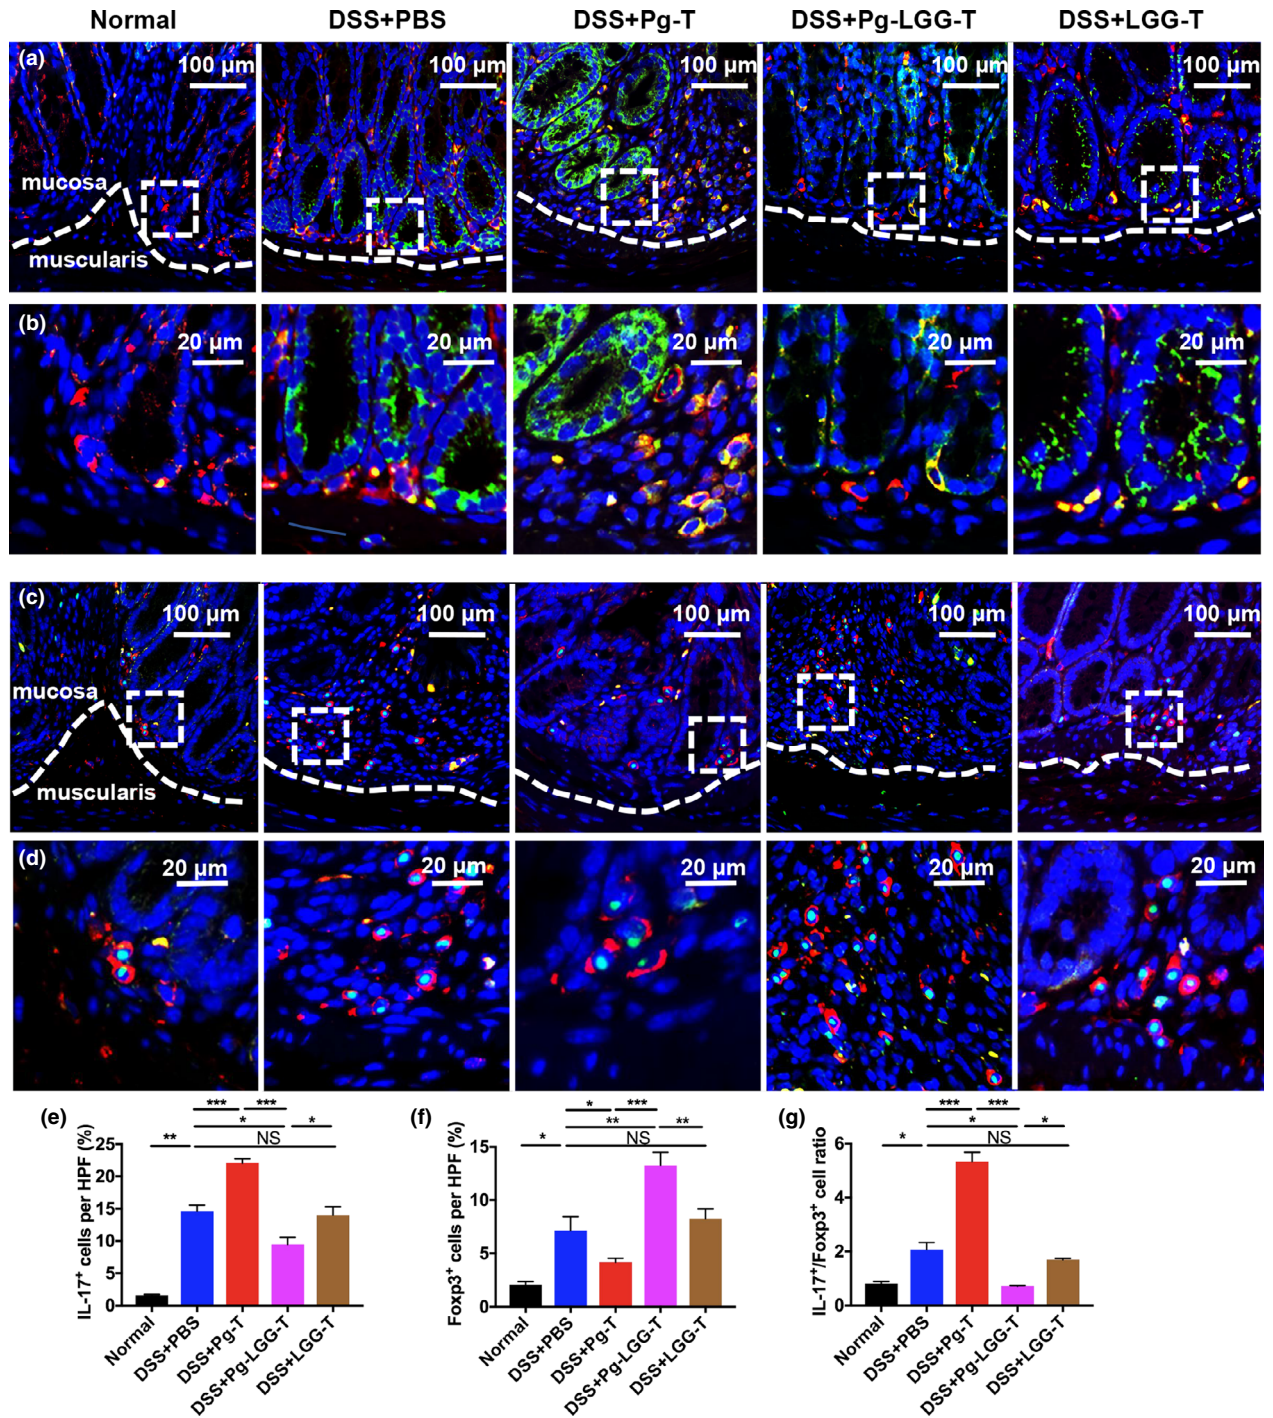 Normal DSS+PBS DSS+Pg-T DSS+Pg-LGG-T DSS+LGG-T
(a) 100 µm 100 µm 100 µm 100 µm 100 µm
mucosa
muscularis
(b) 20 µm 20 µm 20 µm 20 µm 20 µm
(c) 100 µm 100 µm 100 µm 100 µm 100 µm
mucosa
muscularis
(d) 20 µm 20 µm 20 µm 20 µm 20 µm
(e)
*** ***
* *
** NS
IL-17⁺ cells per HPF (%)
25
20
15
10
5
0
Normal
DSS+PBS
DSS+Pg-T
DSS+Pg-LGG-T
DSS+LGG-T
(f)
* ***
** **
* NS
Foxp3⁺ cells per HPF (%)
15
10
5
0
Normal
DSS+PBS
DSS+Pg-T
DSS+Pg-LGG-T
DSS+LGG-T
(g)
*** ***
* *
* NS
IL-17⁺/Foxp3⁺ cell ratio
6
4
2
0
Normal
DSS+PBS
DSS+Pg-T
DSS+Pg-LGG-T
DSS+LGG-T